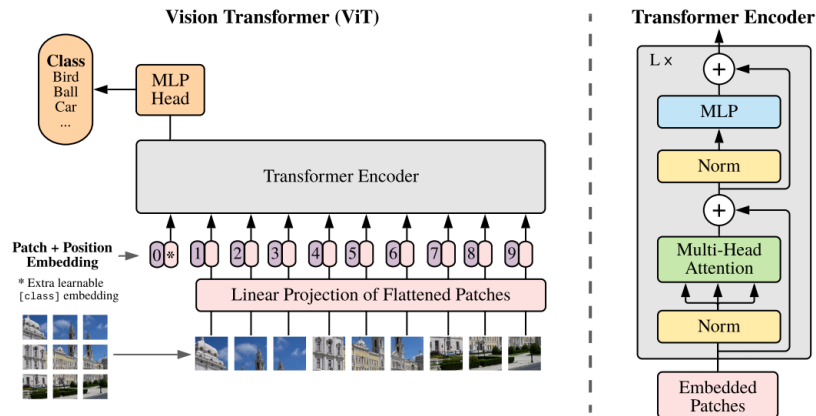 Vision Transformer (ViT)
Class
Bird
Ball
Car
...
MLP
Head
Transformer Encoder
Patch + Position
Embedding
0 * 1 2 3 4 5 6 7 8 9
* Extra learnable
[class] embedding
Linear Projection of Flattened Patches
Transformer Encoder
L ×
+
MLP
Norm
+
Multi-Head
Attention
Norm
Embedded
Patches